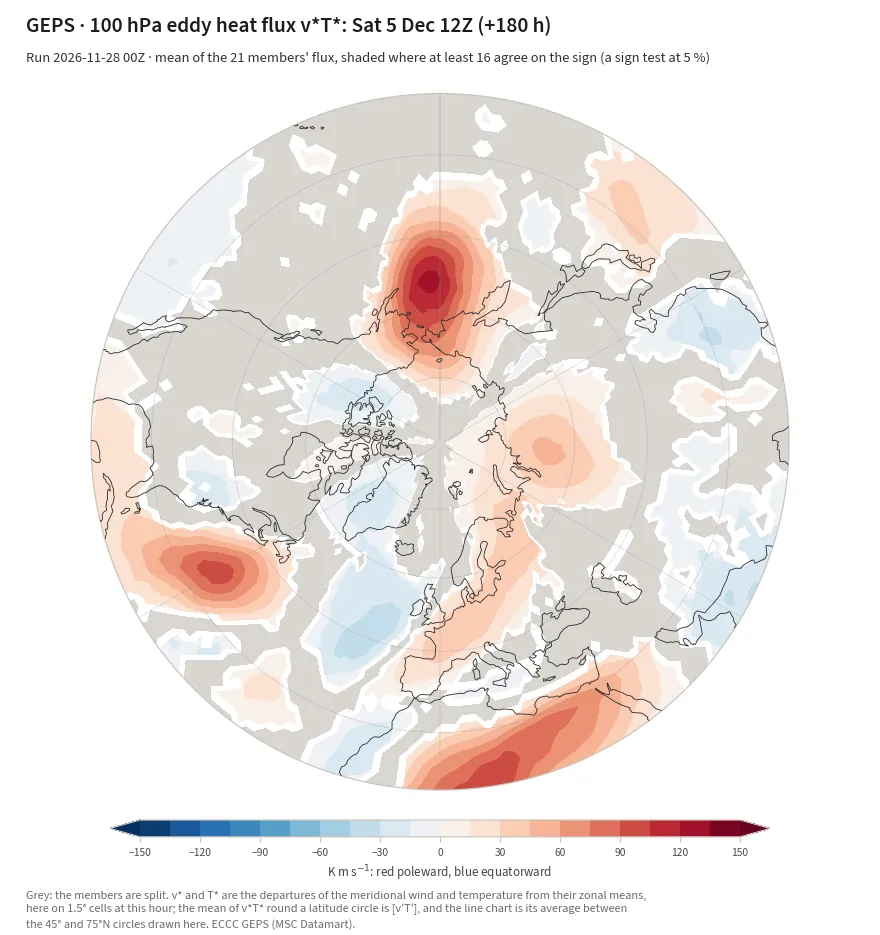 GEPS · 100 hPa eddy heat flux v*T*: Sat 5 Dec 12Z (+180 h)
Run 2026-11-28 00Z · mean of the 21 members' flux, shaded where at least 16 agree on the sign (a sign test at 5 %)
−150 −120 −90 −60 −30 0 30 60 90 120 150
K m s⁻¹: red poleward, blue equatorward
Grey: the members are split. v* and T* are the departures of the meridional wind and temperature from their zonal means,
here on 1.5° cells at this hour; the mean of v*T* round a latitude circle is [v'T'], and the line chart is its average between
the 45° and 75°N circles drawn here. ECCC GEPS (MSC Datamart).